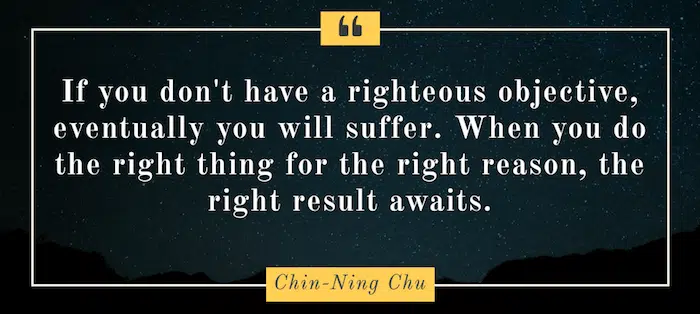 ❝
If you don't have a righteous objective,
eventually you will suffer. When you do
the right thing for the right reason, the
right result awaits.
Chin-Ning Chu